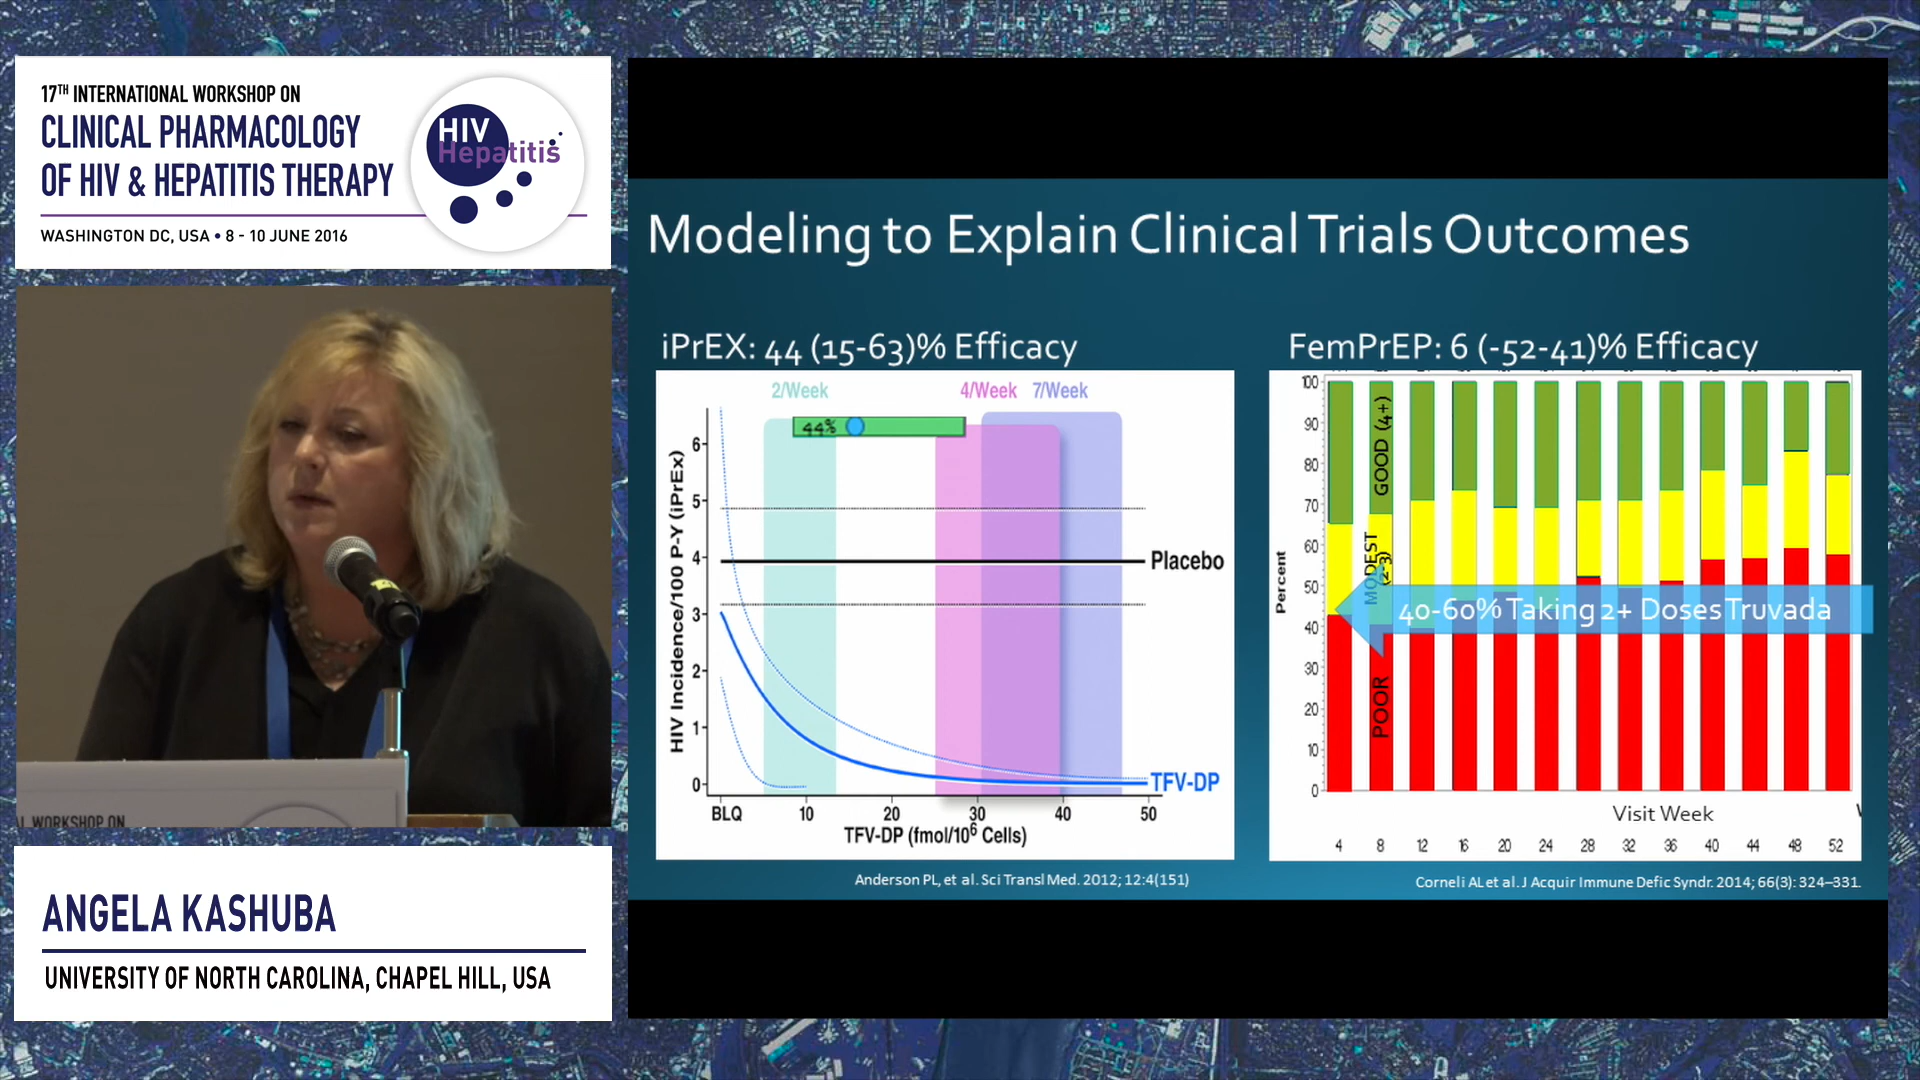 17TH INTERNATIONAL WORKSHOP ON
CLINICAL PHARMACOLOGY
OF HIV & HEPATITIS THERAPY
WASHINGTON DC, USA • 8 - 10 JUNE 2016
HIV
Hepatitis
AL WORKSHOP ON
ANGELA KASHUBA
UNIVERSITY OF NORTH CAROLINA, CHAPEL HILL, USA
Modeling to Explain Clinical Trials Outcomes
iPrEX: 44 (15-63)% Efficacy
2/Week 4/Week 7/Week
44%
HIV Incidence/100 P-Y (iPrEx)
6
5
4
3
2
1
0
Placebo
TFV-DP
BLQ 10 20 30 40 50
TFV-DP (fmol/10^6 Cells)
Anderson PL, et al. Sci Transl Med. 2012; 12:4(151)
FemPrEP: 6 (-52-41)% Efficacy
Percent
100
90
80
70
60
50
40
30
20
10
0
GOOD (4+)
MODEST
(2-3)
POOR
40-60% Taking 2+ Doses Truvada
Visit Week
4 8 12 16 20 24 28 32 36 40 44 48 52
Corneli AL et al. J Acquir Immune Defic Syndr. 2014; 66(3): 324–331.